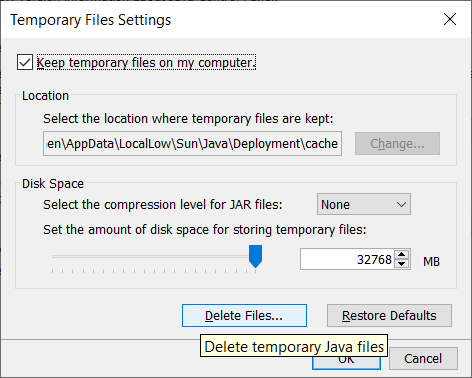 Temporary Files Settings
Keep temporary files on my computer.
Location
Select the location where temporary files are kept:
en\AppData\LocalLow\Sun\Java\Deployment\cache
Change...
Disk Space
Select the compression level for JAR files:
None
Set the amount of disk space for storing temporary files:
32768
MB
Delete Files...
Restore Defaults
Delete temporary Java files
OK
Cancel